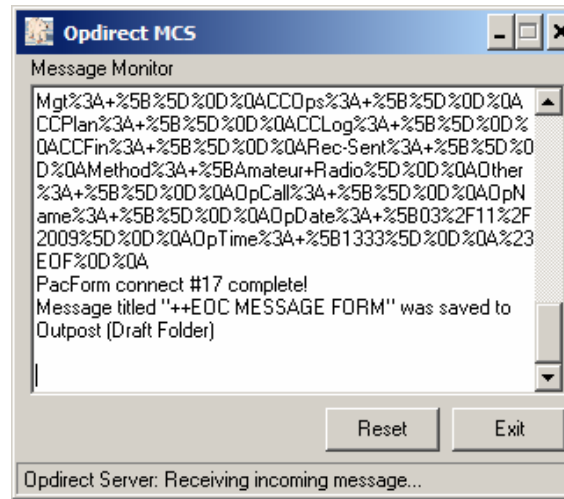 Opdirect MCS
Message Monitor
Mgt%3A+%5B%5D%0D%0ACCOps%3A+%5B%5D%0D%0A
CCPlan%3A+%5B%5D%0D%0ACCLog%3A+%5B%5D%0D%
0ACCFin%3A+%5B%5D%0D%0ARec-Sent%3A+%5B%5D%0
D%0AMethod%3A+%5BAmateur+Radio%5D%0D%0AOther
%3A+%5B%5D%0D%0AOpCall%3A+%5B%5D%0D%0AOpN
ame%3A+%5B%5D%0D%0AOpDate%3A+%5B03%2F11%2F
2009%5D%0D%0AOpTime%3A+%5B1333%5D%0D%0A%23
EOF%0D%0A
PacForm connect #17 complete!
Message titled "++EOC MESSAGE FORM" was saved to
Outpost (Draft Folder)
Reset
Exit
Opdirect Server: Receiving incoming message...